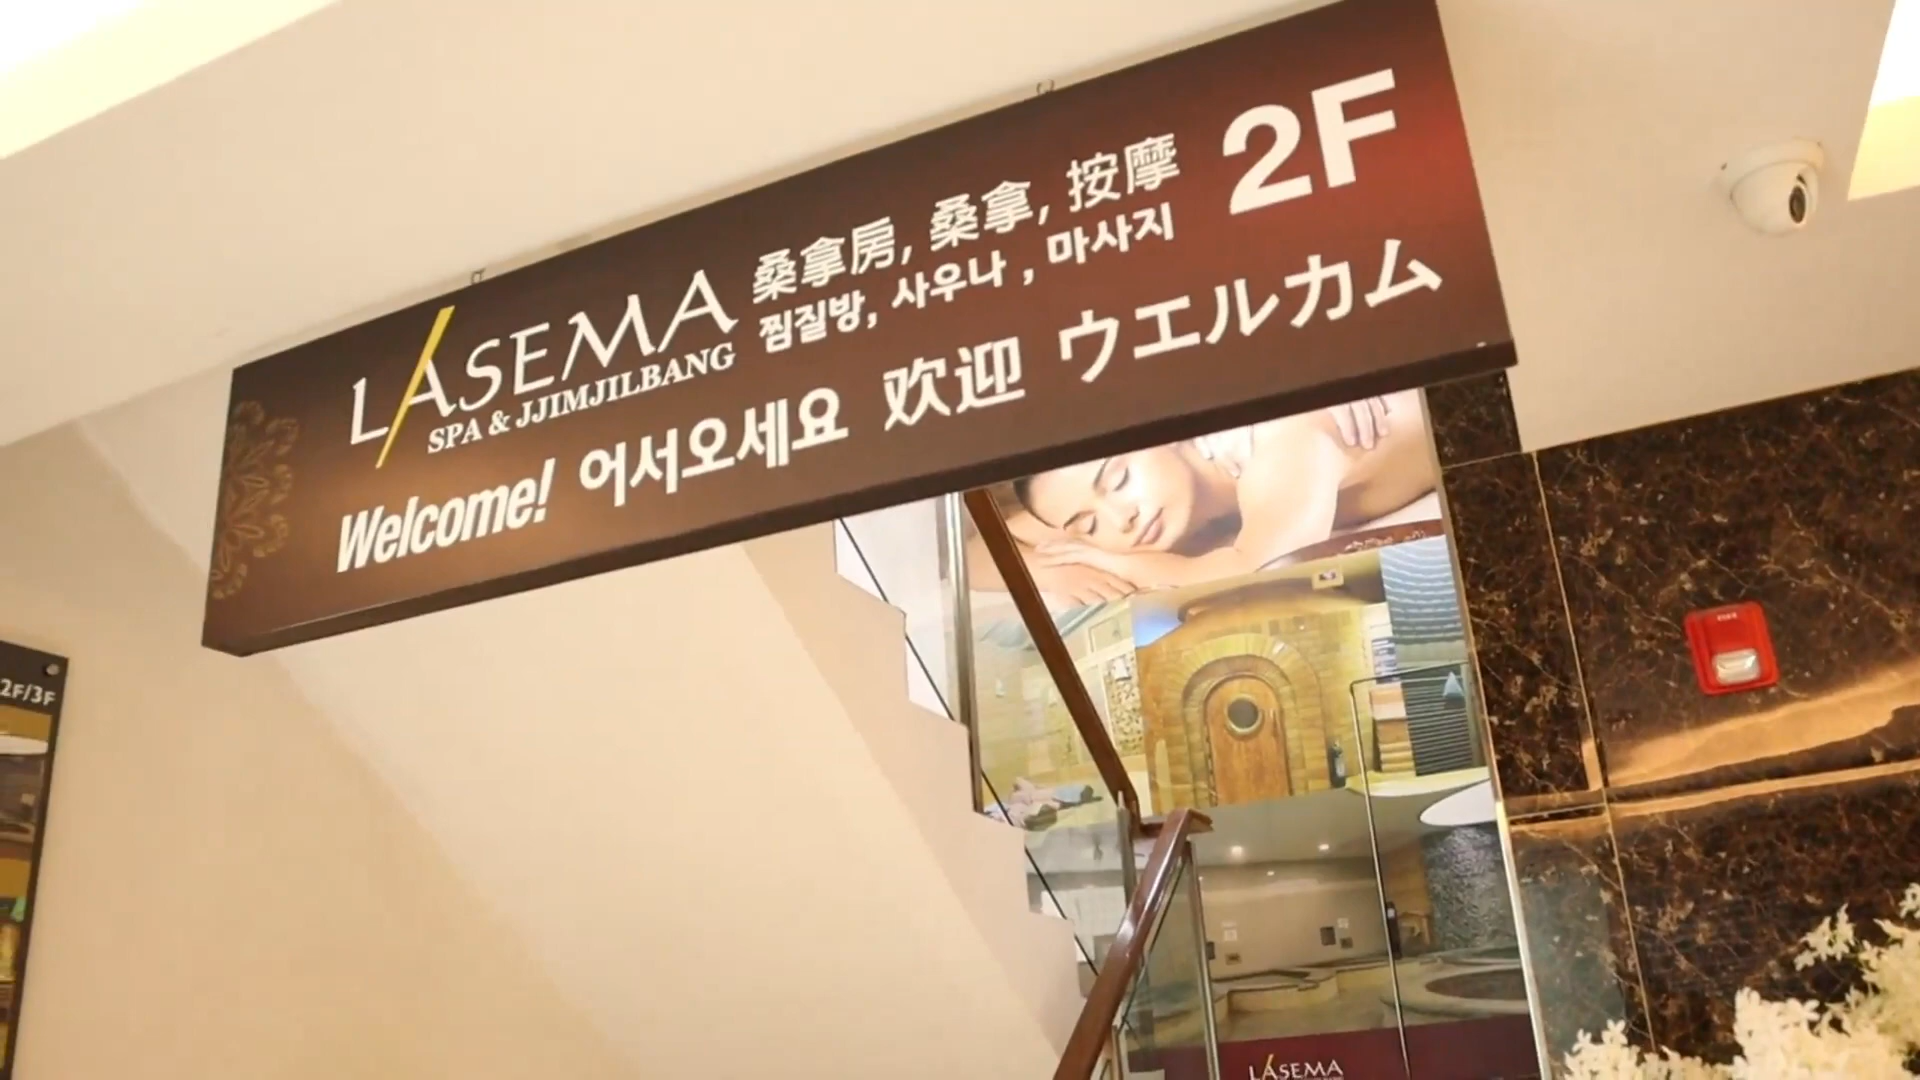 LASEMA
SPA & JJIMJILBANG
桑拿房, 桑拿, 按摩
찜질방, 사우나, 마사지
2F
Welcome! 어서오세요 欢迎 ウエルカム
2F/3F
LASEMA